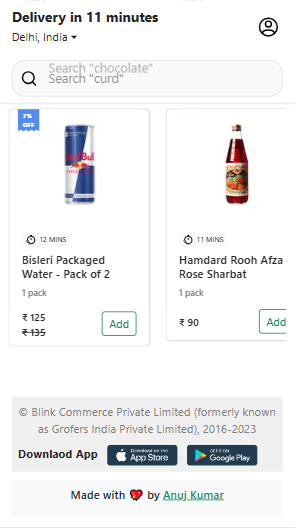 Delivery in 11 minutes
Delhi, India
Search "chocolate"
Search "curd"
7%
OFF
Red Bull
12 MINS
11 MINS
Bisleri Packaged
Water - Pack of 2
Hamdard Rooh Afza
Rose Sharbat
1 pack
1 pack
₹ 125
₹ 135
Add
₹ 90
Add
© Blink Commerce Private Limited (formerly known
as Grofers India Private Limited), 2016-2023
Downlaod App
Download on the
App Store
GET IT ON
Google Play
Made with by Anuj Kumar